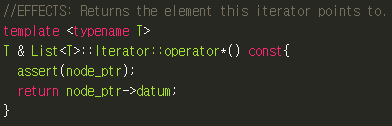 //EFFECTS: Returns the element this iterator points to.
template <typename T>
T & List<T>::Iterator::operator*() const{
  assert(node_ptr);
  return node_ptr->datum;
}